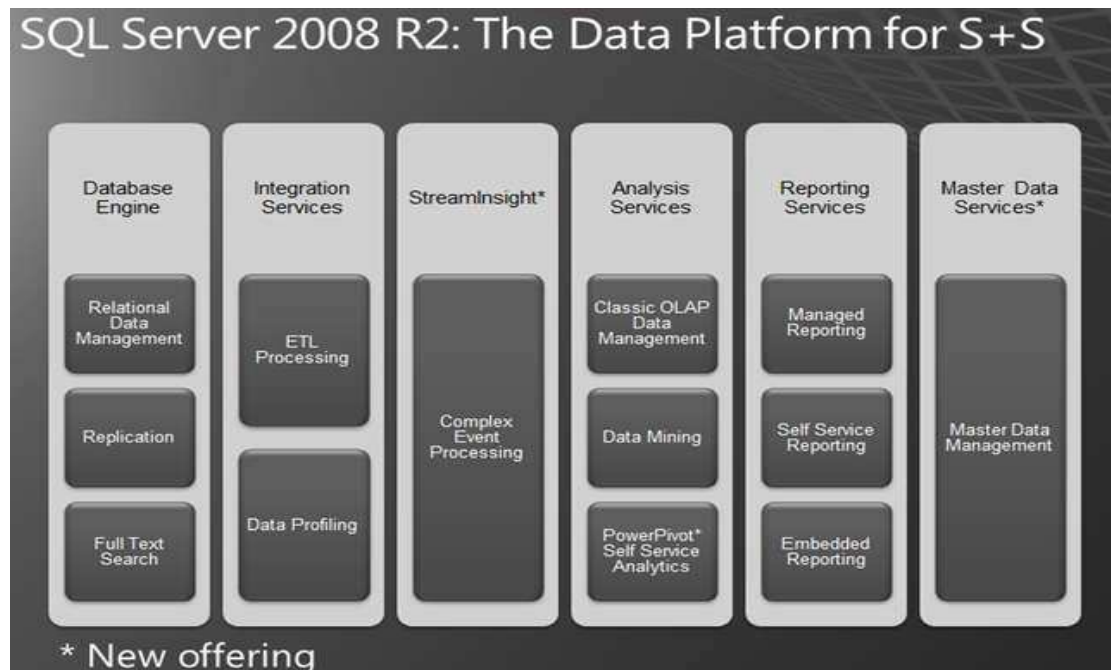 SQL Server 2008 R2: The Data Platform for S+S
Database
Engine
Relational
Data
Management
Replication
Full Text
Search
Integration
Services
ETL
Processing
Data Profiling
StreamInsight*
Complex
Event
Processing
Analysis
Services
Classic OLAP
Data
Management
Data Mining
PowerPivot*
Self Service
Analytics
Reporting
Services
Managed
Reporting
Self Service
Reporting
Embedded
Reporting
Master Data
Services*
Master Data
Management
* New offering